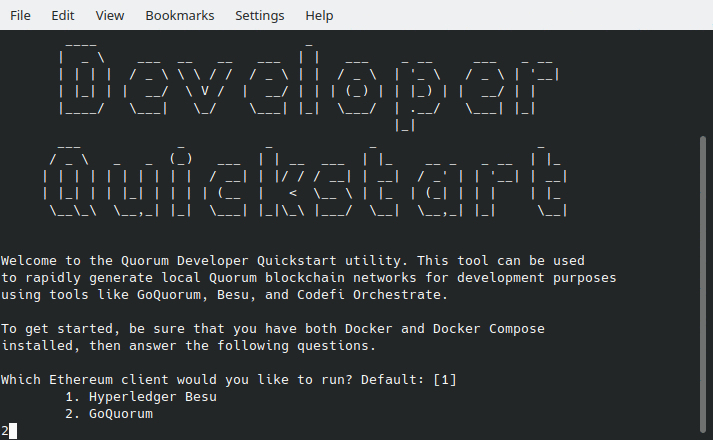 File Edit View Bookmarks Settings Help
Developer
Quickstart
Welcome to the Quorum Developer Quickstart utility. This tool can be used
to rapidly generate local Quorum blockchain networks for development purposes
using tools like GoQuorum, Besu, and Codefi Orchestrate.
To get started, be sure that you have both Docker and Docker Compose
installed, then answer the following questions.
Which Ethereum client would you like to run? Default: [1]
1. Hyperledger Besu
2. GoQuorum
2